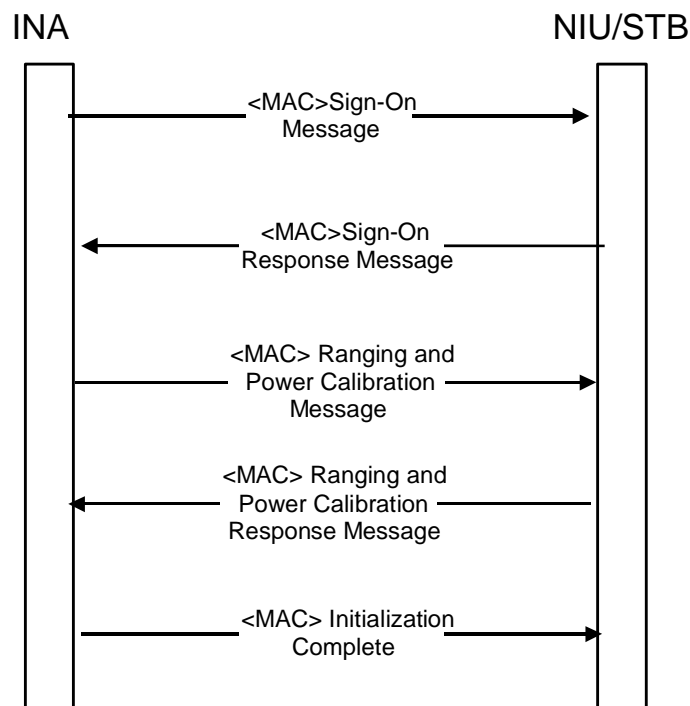 INA NIU/STB
<MAC>Sign-On
Message
<MAC>Sign-On
Response Message
<MAC> Ranging and
Power Calibration
Message
<MAC> Ranging and
Power Calibration
Response Message
<MAC> Initialization
Complete